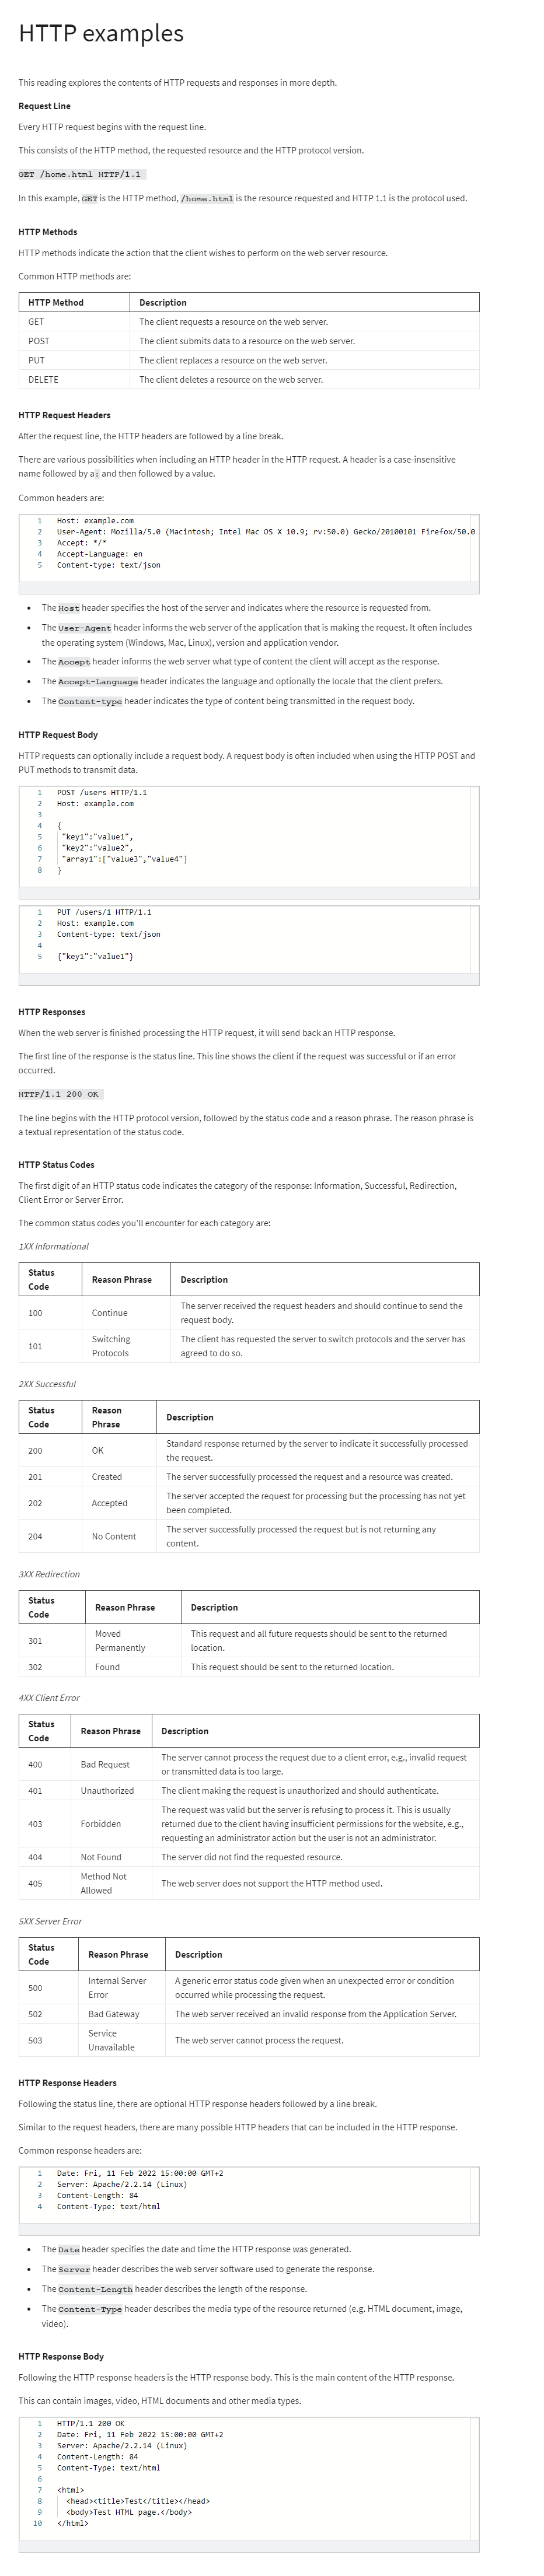 HTTP examples
This reading explores the contents of HTTP requests and responses in more depth.
Request Line
Every HTTP request begins with the request line.
This consists of the HTTP method, the requested resource and the HTTP protocol version.
GET /home.html HTTP/1.1
In this example, GET is the HTTP method, /home.html is the resource requested and HTTP 1.1 is the protocol used.
HTTP Methods
HTTP methods indicate the action that the client wishes to perform on the web server resource.
Common HTTP methods are:
HTTP Method Description
GET The client requests a resource on the web server.
POST The client submits data to a resource on the web server.
PUT The client replaces a resource on the web server.
DELETE The client deletes a resource on the web server.
HTTP Request Headers
After the request line, the HTTP headers are followed by a line break.
There are various possibilities when including an HTTP header in the HTTP request. A header is a case-insensitive
name followed by a : and then followed by a value.
Common headers are:
1 Host: example.com
2 User-Agent: Mozilla/5.0 (Macintosh; Intel Mac OS X 10.9; rv:50.0) Gecko/20100101 Firefox/50.0
3 Accept: */*
4 Accept-Language: en
5 Content-type: text/json
• The Host header specifies the host of the server and indicates where the resource is requested from.
• The User-Agent header informs the web server of the application that is making the request. It often includes
the operating system (Windows, Mac, Linux), version and application vendor.
• The Accept header informs the web server what type of content the client will accept as the response.
• The Accept-Language header indicates the language and optionally the locale that the client prefers.
• The Content-type header indicates the type of content being transmitted in the request body.
HTTP Request Body
HTTP requests can optionally include a request body. A request body is often included when using the HTTP POST and
PUT methods to transmit data.
1 POST /users HTTP/1.1
2 Host: example.com
3
4 {
5 "key1":"value1",
6 "key2":"value2",
7 "array1":["value3","value4"]
8 }
1 PUT /users/1 HTTP/1.1
2 Host: example.com
3 Content-type: text/json
4
5 {"key1":"value1"}
HTTP Responses
When the web server is finished processing the HTTP request, it will send back an HTTP response.
The first line of the response is the status line. This line shows the client if the request was successful or if an error
occurred.
HTTP/1.1 200 OK
The line begins with the HTTP protocol version, followed by the status code and a reason phrase. The reason phrase is
a textual representation of the status code.
HTTP Status Codes
The first digit of an HTTP status code indicates the category of the response: Information, Successful, Redirection,
Client Error or Server Error.
The common status codes you'll encounter for each category are:
1XX Informational
Status
Code Reason Phrase Description
100 Continue The server received the request headers and should continue to send the
request body.
101 Switching
Protocols The client has requested the server to switch protocols and the server has
agreed to do so.
2XX Successful
Status
Code Reason
Phrase Description
200 OK Standard response returned by the server to indicate it successfully processed
the request.
201 Created The server successfully processed the request and a resource was created.
202 Accepted The server accepted the request for processing but the processing has not yet
been completed.
204 No Content The server successfully processed the request but is not returning any
content.
3XX Redirection
Status
Code Reason Phrase Description
301 Moved
Permanently This request and all future requests should be sent to the returned
location.
302 Found This request should be sent to the returned location.
4XX Client Error
Status
Code Reason Phrase Description
400 Bad Request The server cannot process the request due to a client error, e.g., invalid request
or transmitted data is too large.
401 Unauthorized The client making the request is unauthorized and should authenticate.
403 Forbidden The request was valid but the server is refusing to process it. This is usually
returned due to the client having insufficient permissions for the website, e.g.,
requesting an administrator action but the user is not an administrator.
404 Not Found The server did not find the requested resource.
405 Method Not
Allowed The web server does not support the HTTP method used.
5XX Server Error
Status
Code Reason Phrase Description
500 Internal Server
Error A generic error status code given when an unexpected error or condition
occurred while processing the request.
502 Bad Gateway The web server received an invalid response from the Application Server.
503 Service
Unavailable The web server cannot process the request.
HTTP Response Headers
Following the status line, there are optional HTTP response headers followed by a line break.
Similar to the request headers, there are many possible HTTP headers that can be included in the HTTP response.
Common response headers are:
1 Date: Fri, 11 Feb 2022 15:00:00 GMT+2
2 Server: Apache/2.2.14 (Linux)
3 Content-Length: 84
4 Content-Type: text/html
• The Date header specifies the date and time the HTTP response was generated.
• The Server header describes the web server software used to generate the response.
• The Content-Length header describes the length of the response.
• The Content-Type header describes the media type of the resource returned (e.g. HTML document, image,
video).
HTTP Response Body
Following the HTTP response headers is the HTTP response body. This is the main content of the HTTP response.
This can contain images, video, HTML documents and other media types.
1 HTTP/1.1 200 OK
2 Date: Fri, 11 Feb 2022 15:00:00 GMT+2
3 Server: Apache/2.2.14 (Linux)
4 Content-Length: 84
5 Content-Type: text/html
6
7 <html>
8 <head><title>Test</title></head>
9 <body>Test HTML page.</body>
10 </html>